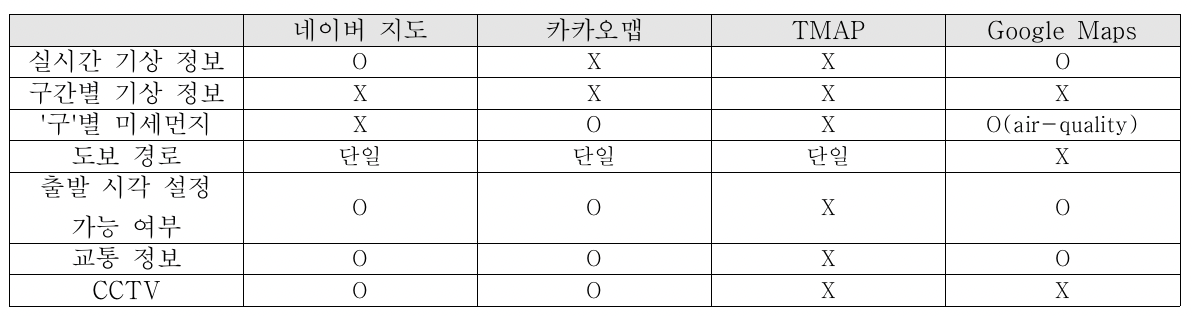 네이버 지도 카카오맵 TMAP Google Maps
실시간 기상 정보 O X X O
구간별 기상 정보 X X X X
'구'별 미세먼지 X O X O(air-quality)
도보 경로 단일 단일 단일 X
출발 시각 설정
가능 여부 O O X O
교통 정보 O O X O
CCTV O O X X